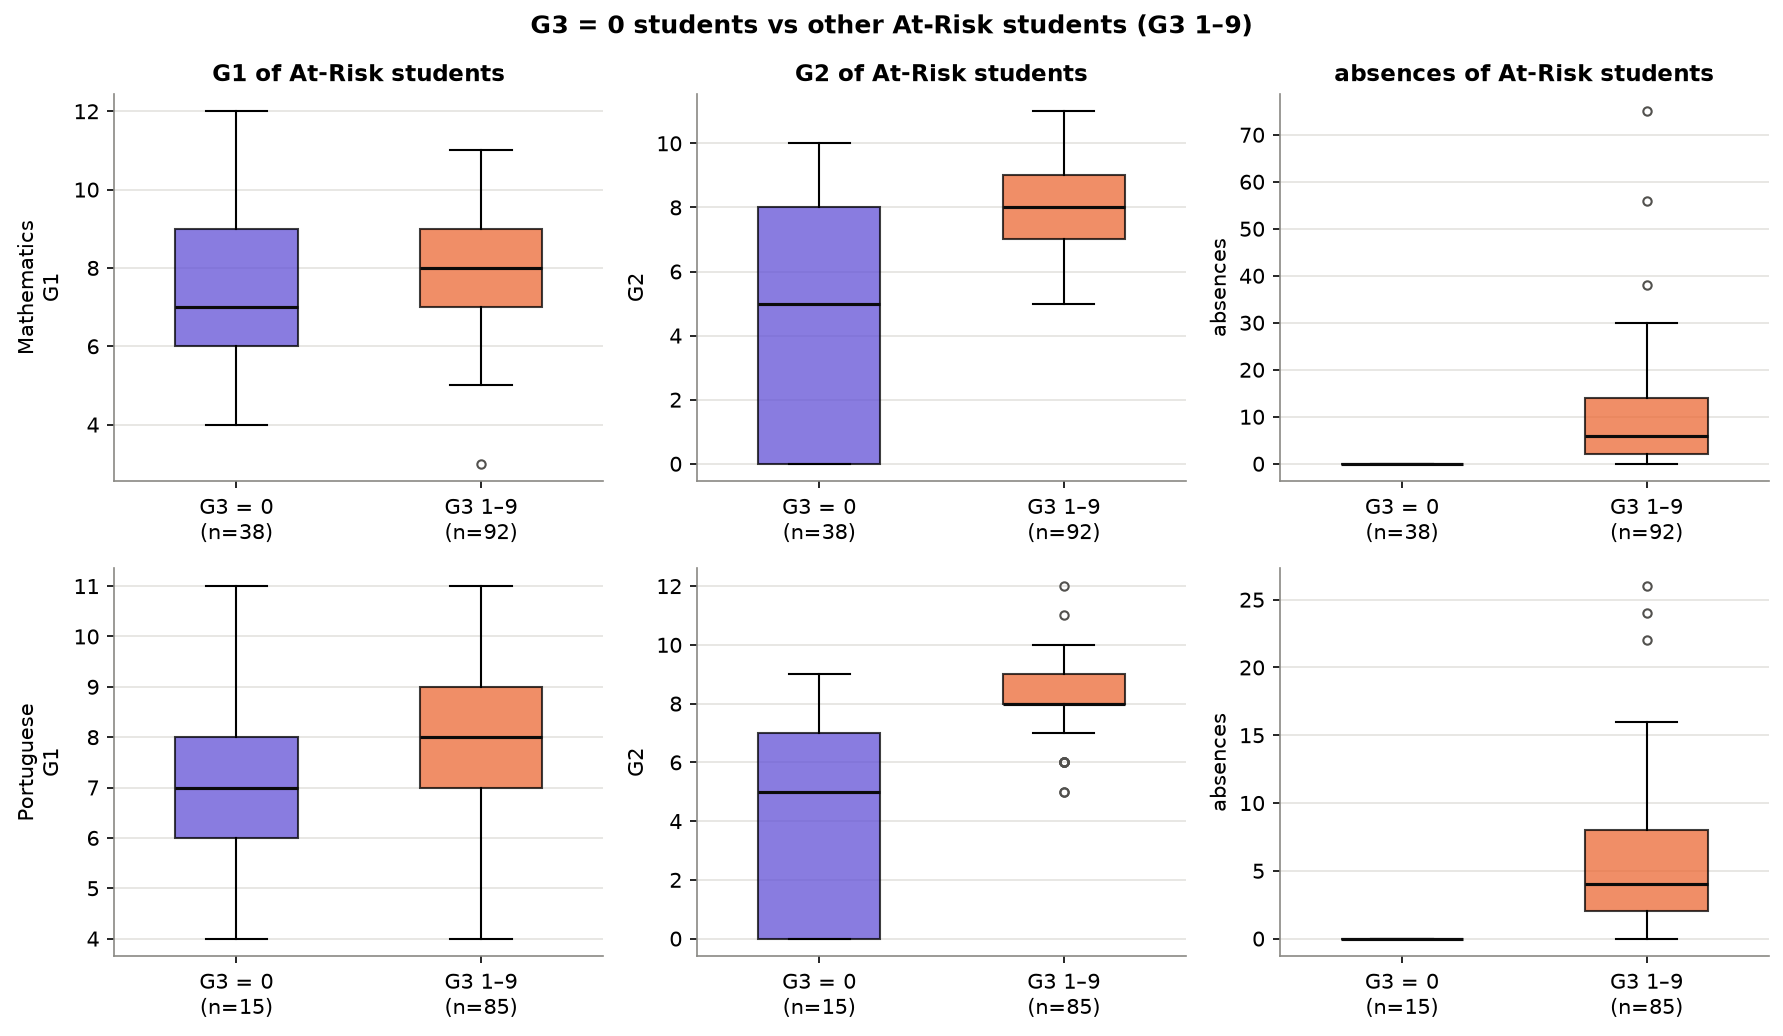 G3 = 0 students vs other At-Risk students (G3 1–9)
G1 of At-Risk students
Mathematics
G1
12
10
8
6
4
G3 = 0
(n=38)
G3 1–9
(n=92)
G2 of At-Risk students
G2
10
8
6
4
2
0
G3 = 0
(n=38)
G3 1–9
(n=92)
absences of At-Risk students
absences
70
60
50
40
30
20
10
0
G3 = 0
(n=38)
G3 1–9
(n=92)
Portuguese
G1
11
10
9
8
7
6
5
4
G3 = 0
(n=15)
G3 1–9
(n=85)
G2
12
10
8
6
4
2
0
G3 = 0
(n=15)
G3 1–9
(n=85)
absences
25
20
15
10
5
0
G3 = 0
(n=15)
G3 1–9
(n=85)